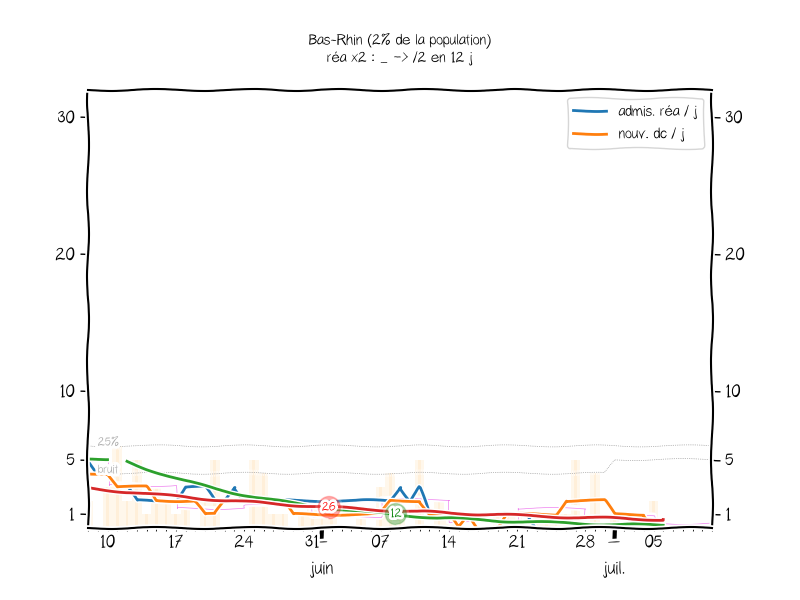 Bas-Rhin (2% de la population)
réa x2 : _ -> /2 en 12 j
admis. réa / j
nouv. dc / j
30
30
20
20
10
10
25%
bruit
5
5
26
12
1
1
10 17 24 31 07 14 21 28 05
juin juil.